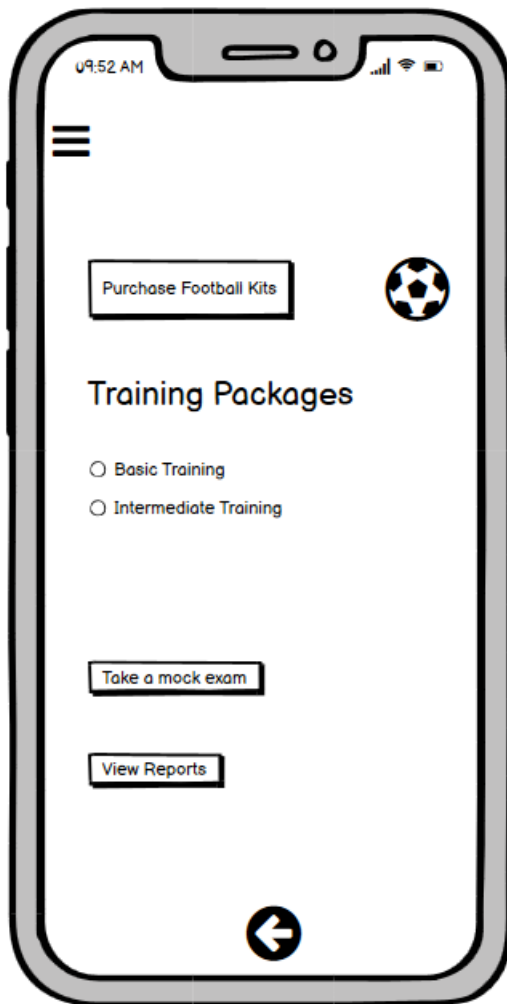 09:52 AM
Purchase Football Kits
Training Packages
Basic Training
Intermediate Training
Take a mock exam
View Reports